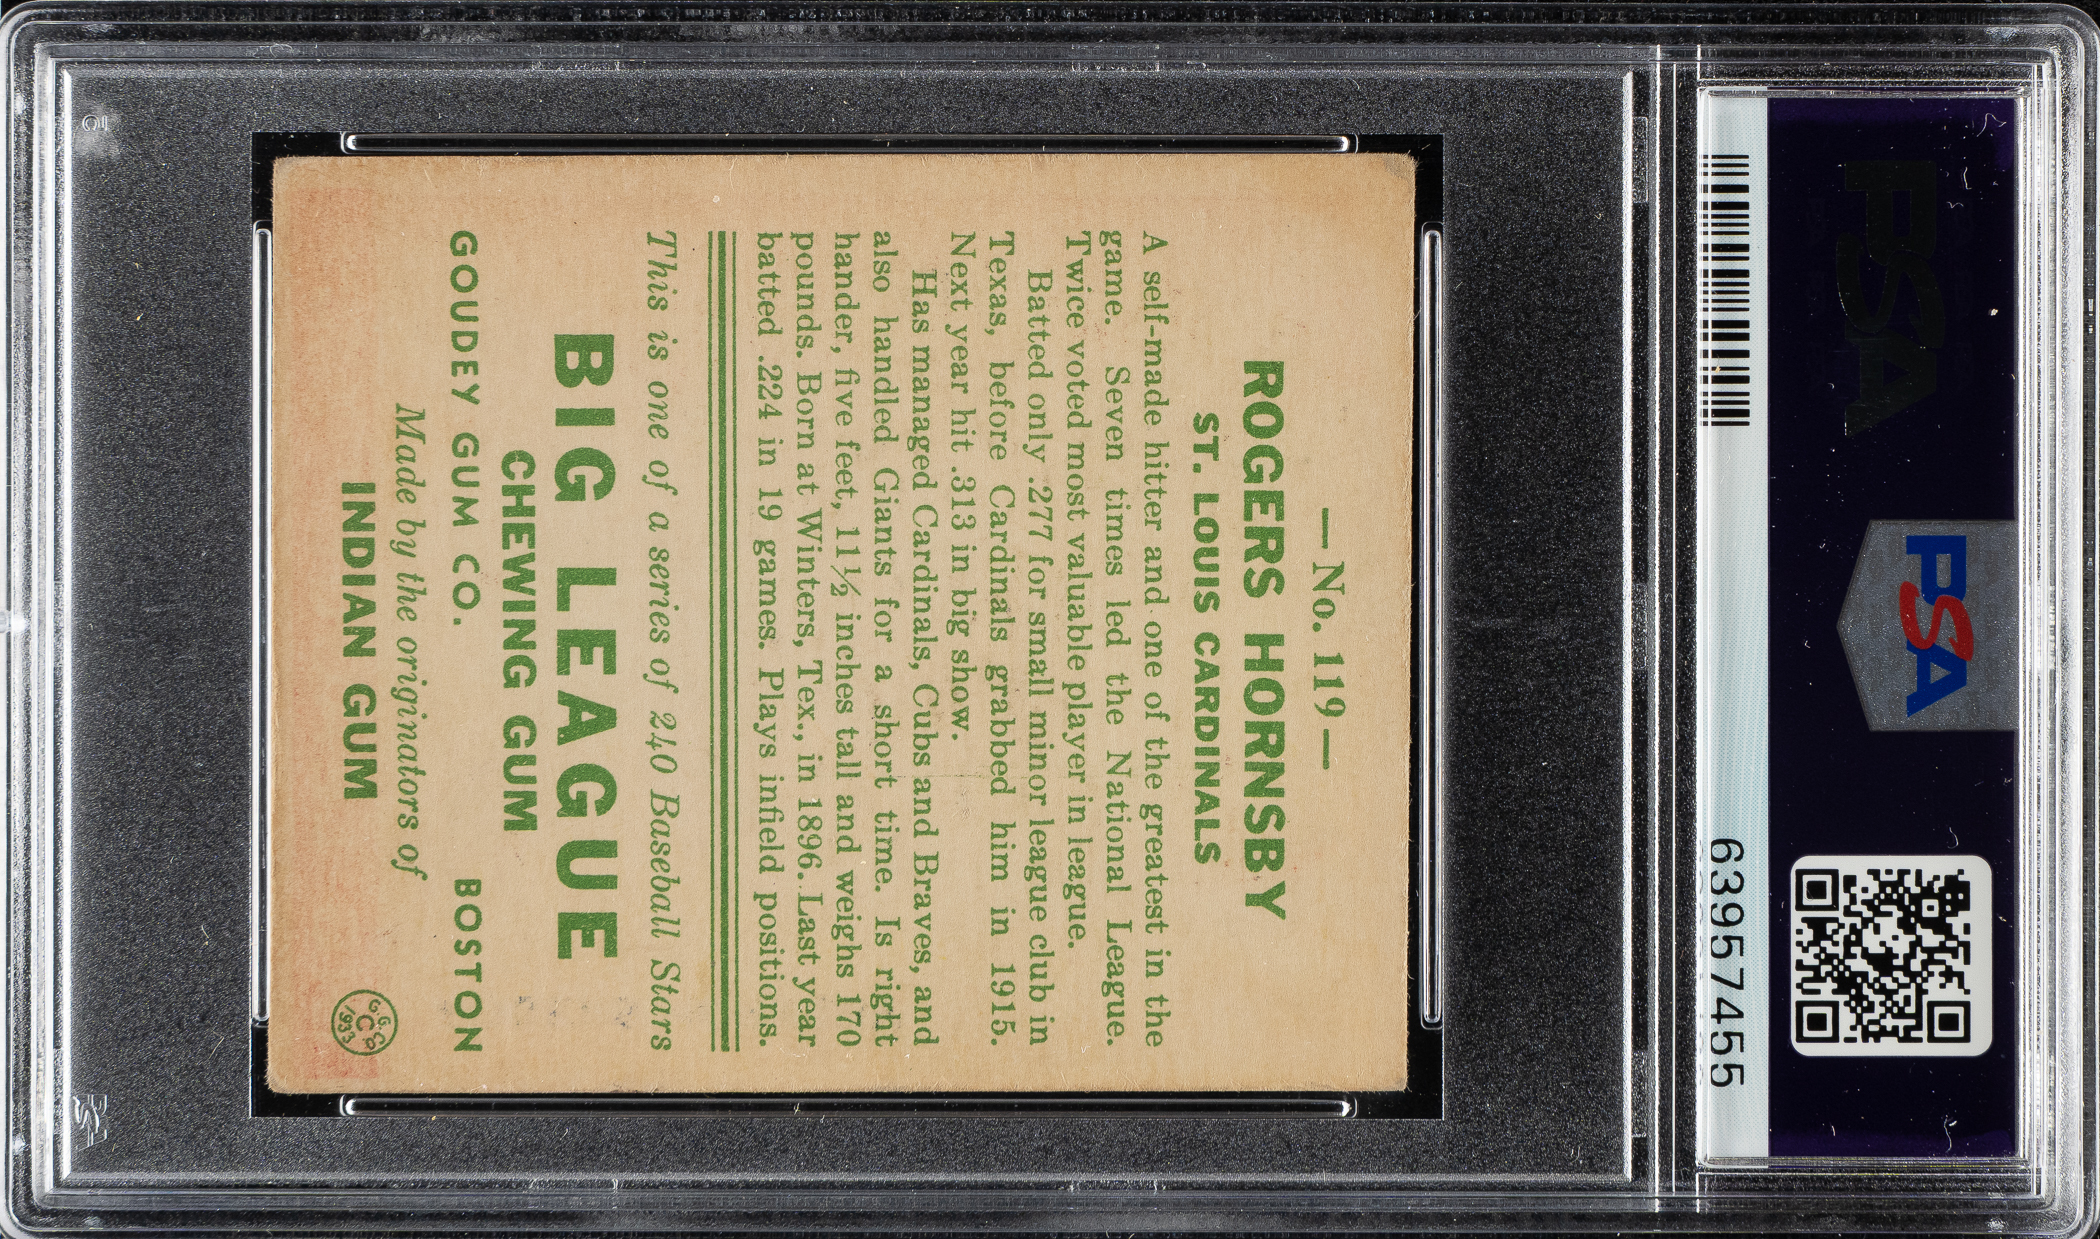 PSA
PSA
63957455
— No. 119 —
ROGERS HORNSBY
ST. LOUIS CARDINALS
A self-made hitter and one of the greatest in the
game. Seven times led the National League.
Twice voted most valuable player in league.
Batted only .277 for small minor league club in
Texas, before Cardinals grabbed him in 1915.
Next year hit .313 in big show.
Has managed Cardinals, Cubs and Braves, and
also handled Giants for a short time. Is right
hander, five feet, 11½ inches tall and weighs 170
pounds. Born at Winters, Tex., in 1896. Last year
batted .224 in 19 games. Plays infield positions.
This is one of a series of 240 Baseball Stars
BIG LEAGUE
CHEWING GUM
GOUDEY GUM CO. BOSTON
Made by the originators of
INDIAN GUM
G.G.Co.
C
1933